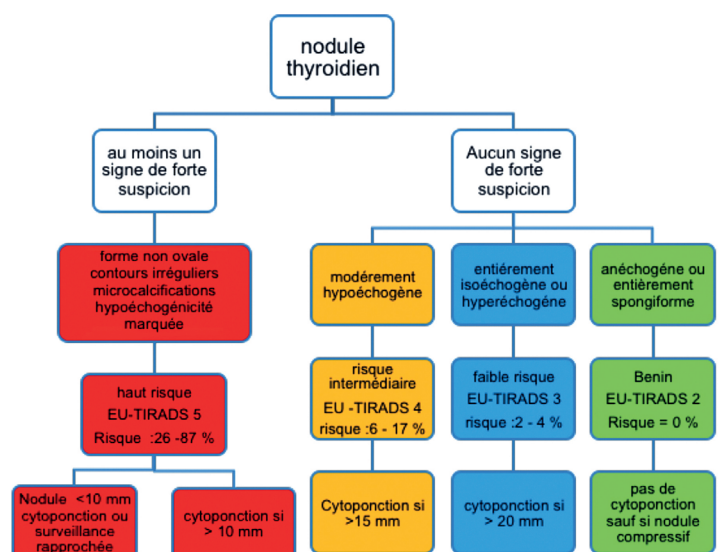 nodule
thyroidien
au moins un
signe de forte
suspicion
Aucun signe
de forte
suspicion
forme non ovale
contours irréguliers
microcalcifications
hypoéchogénicité
marquée
modérement
hypoéchogène
entiérement
isoéchogène ou
hyperéchogéne
anéchogéne ou
entièrement
spongiforme
haut risque
EU-TIRADS 5
Risque :26 -87 %
risque
intermédiaire
EU -TIRADS 4
risque :6 - 17 %
faible risque
EU-TIRADS 3
risque :2 - 4 %
Benin
EU-TIRADS 2
Risque = 0 %
Nodule <10 mm
cytoponction ou
surveillance
rapprochée
cytoponction si
> 10 mm
Cytoponction si
>15 mm
cytoponction si
> 20 mm
pas de
cytoponction
sauf si nodule
compressif